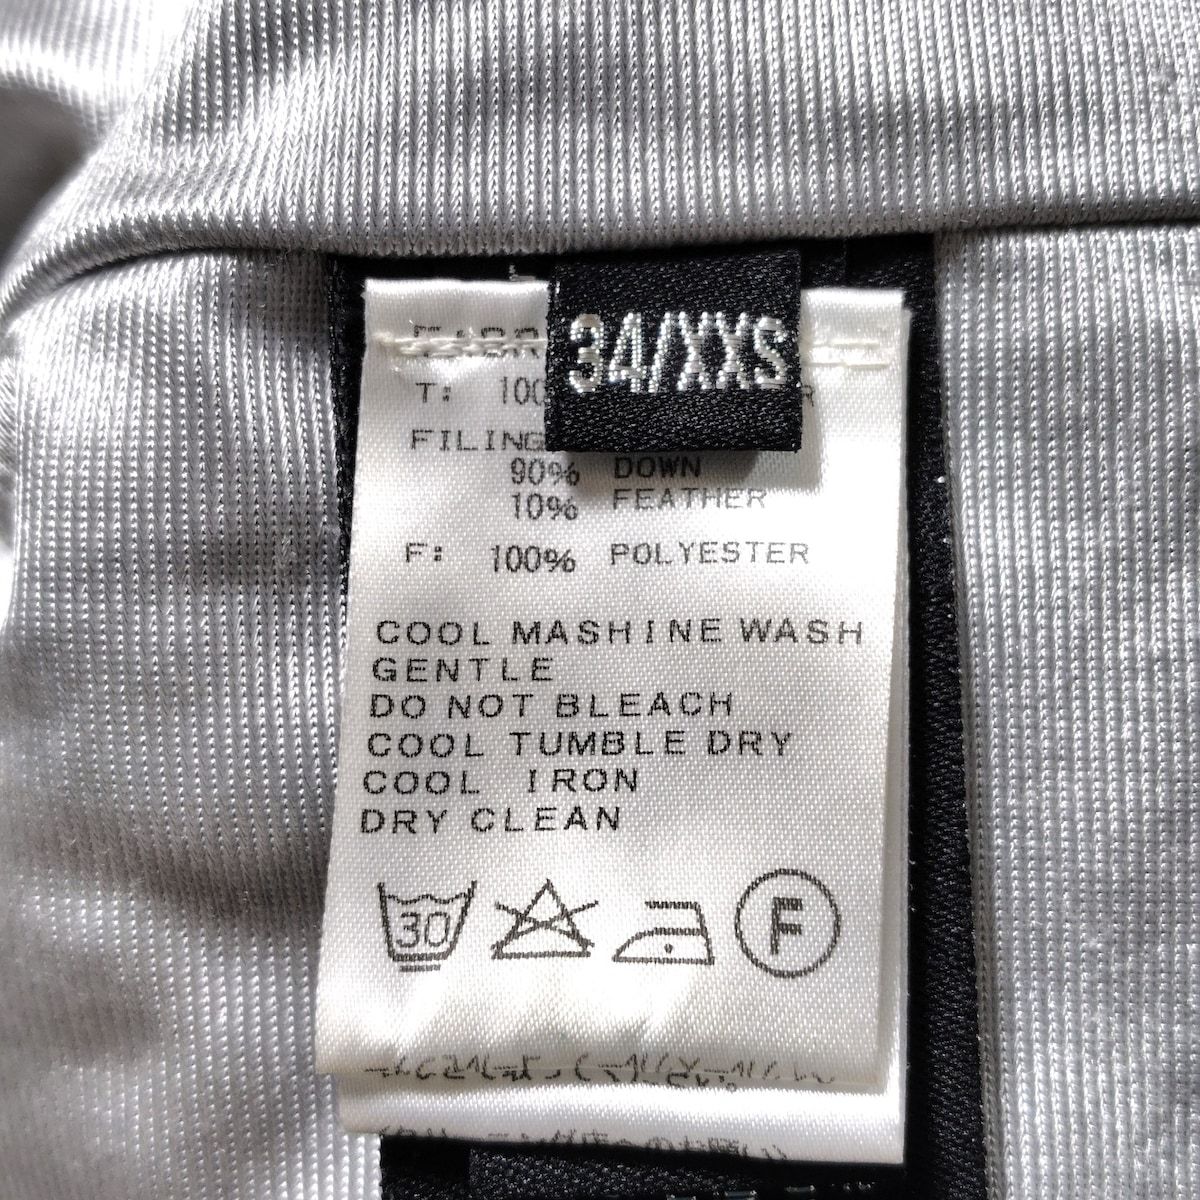 34/XXS
T: 100
FILING
90% DOWN
10% FEATHER
F: 100% POLYESTER
COOL MASHINE WASH
GENTLE
DO NOT BLEACH
COOL TUMBLE DRY
COOL IRON
DRY CLEAN
30 F